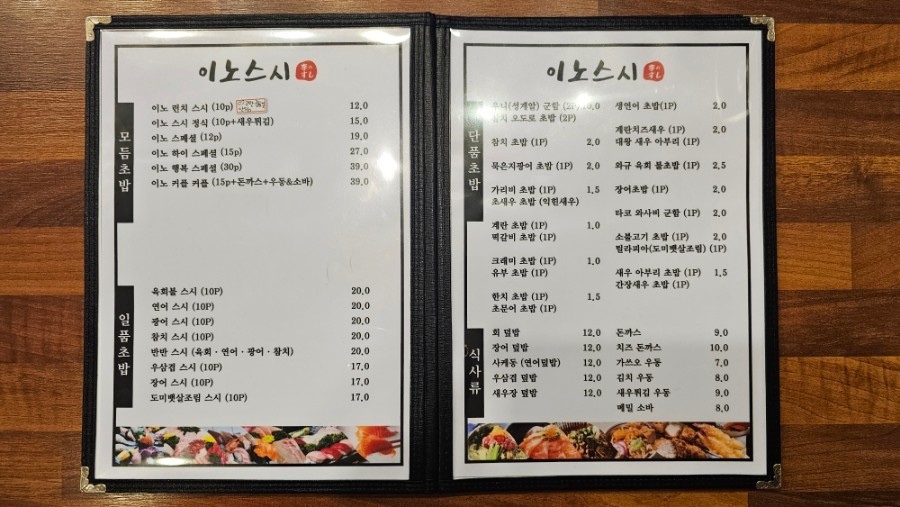 이노스시
모듬초밥
이노 런치 스시 (10p) 12,0
이노 스시 정식 (10p+새우튀김) 15,0
이노 스페셜 (12p) 19,0
이노 하이 스페셜 (15p) 27,0
이노 행복 스페셜 (30p) 39,0
이노 커플 커플 (15p+돈까스+우동&소바) 39,0
일품초밥
육회물 스시 (10P) 20,0
연어 스시 (10P) 20,0
광어 스시 (10P) 20,0
참치 스시 (10P) 20,0
반반 스시 (육회·연어·광어·참치) 20,0
우삼겹 스시 (10P) 17,0
장어 스시 (10P) 17,0
도미뱃살조림 스시 (10P) 17,0
이노스시
단품초밥
우니(성게알) 군함 (2P) 10,0
참치 오도로 초밥 (2P)
참치 초밥 (1P) 2,0
묵은지광어 초밥 (1P) 2,0
가리비 초밥 (1P) 1.5
초새우 초밥 (익힌새우)
계란 초밥 (1P) 1,0
떡갈비 초밥 (1P)
크래미 초밥 (1P) 1,0
유부 초밥 (1P)
한치 초밥 (1P) 1.5
초문어 초밥 (1P)
생연어 초밥(1P) 2,0
계란치즈새우 (1P) 2,0
대왕 새우 아부리 (1P)
와규 육회 불초밥 (1P) 2,5
장어초밥 (1P) 2,0
타코 와사비 군함 (1P) 2,0
소불고기 초밥 (1P) 2,0
틸라피아(도미뱃살조림) (1P)
새우 아부리 초밥 (1P) 1,5
간장새우 초밥 (1P)
식사류
회 덮밥 12,0
장어 덮밥 12,0
사케동 (연어덮밥) 12,0
우삼겹 덮밥 12,0
새우장 덮밥 12,0
돈까스 9,0
치즈 돈까스 10,0
가쓰오 우동 7,0
김치 우동 8,0
새우튀김 우동 9,0
메밀 소바 8,0